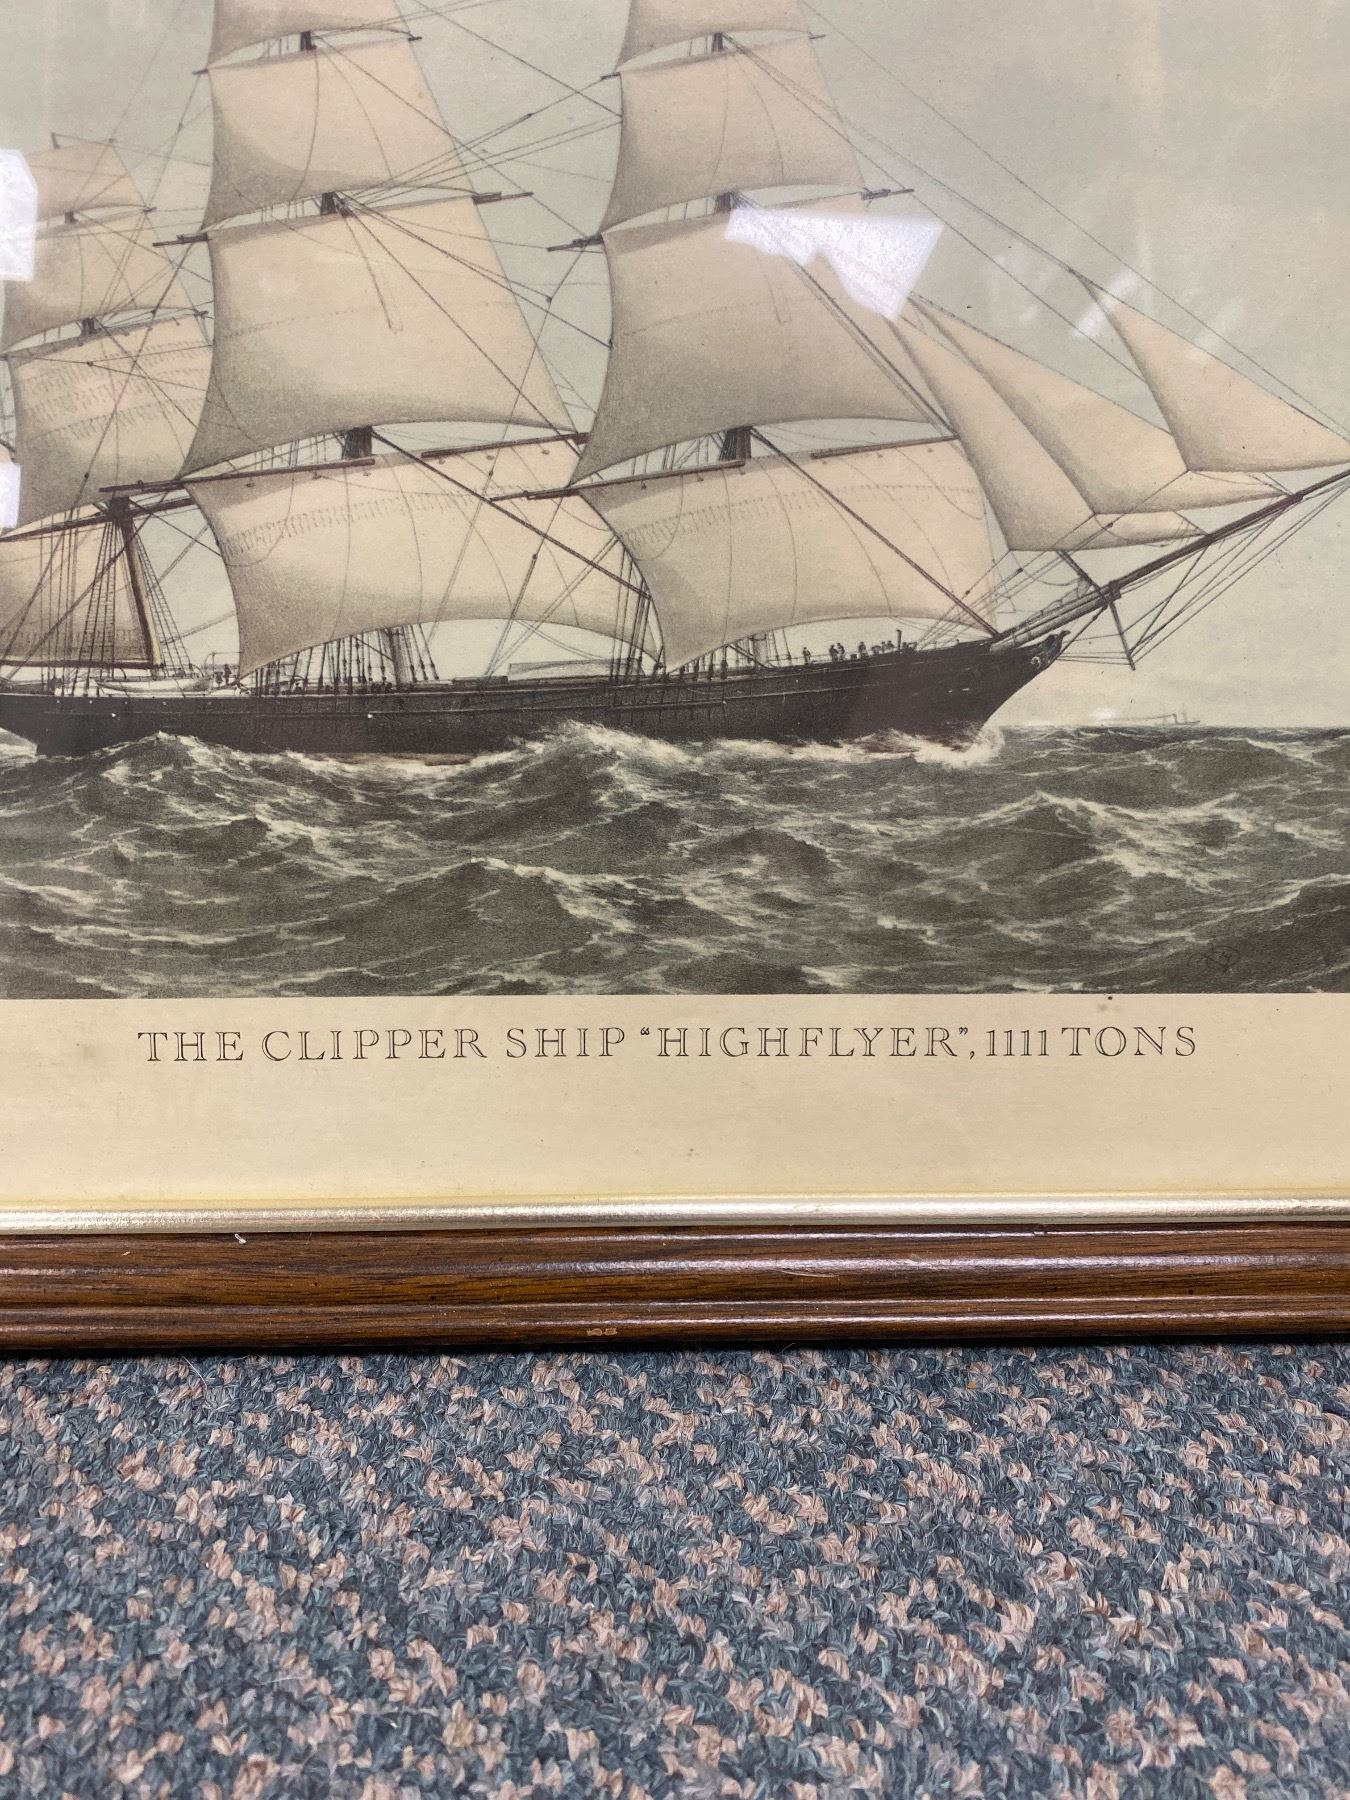 THE CLIPPER SHIP “HIGHFLYER”, 1111 TONS